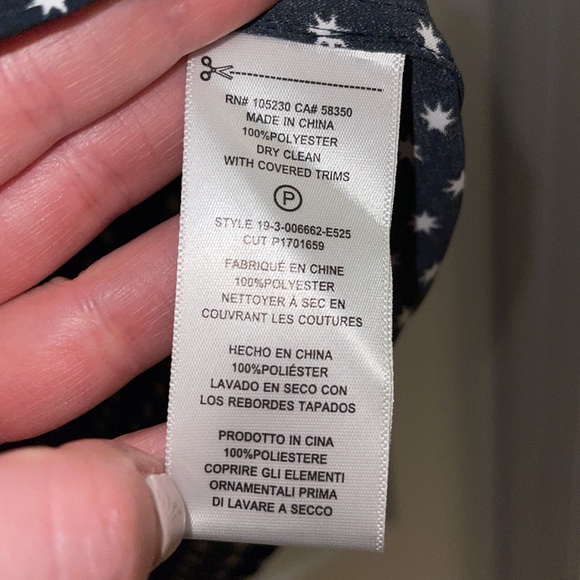 RN# 105230 CA# 58350
MADE IN CHINA
100%POLYESTER
DRY CLEAN
WITH COVERED TRIMS
P
STYLE 19-3-006662-E525
CUT P1701659
FABRIQUÉ EN CHINE
100%POLYESTER
NETTOYER À SEC EN
COUVRANT LES COUTURES
HECHO EN CHINA
100%POLIÉSTER
LAVADO EN SECO CON
LOS REBORDES TAPADOS
PRODOTTO IN CINA
100%POLIESTERE
COPRIRE GLI ELEMENTI
ORNAMENTALI PRIMA
DI LAVARE A SECCO